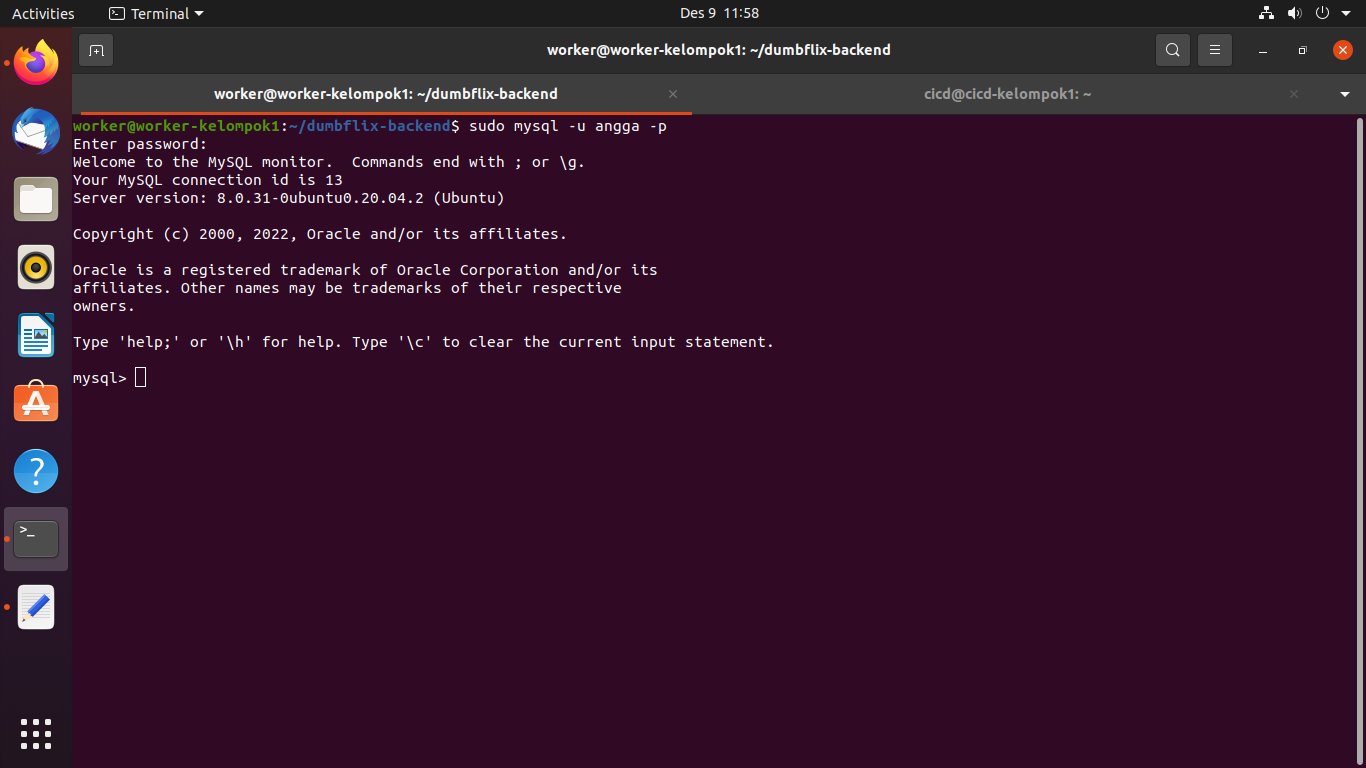 Activities
Terminal
Des 9 11:58
worker@worker-kelompok1: ~/dumbflix-backend
worker@worker-kelompok1: ~/dumbflix-backend
cicd@cicd-kelompok1: ~
worker@worker-kelompok1:~/dumbflix-backend$ sudo mysql -u angga -p
Enter password:
Welcome to the MySQL monitor.  Commands end with ; or \g.
Your MySQL connection id is 13
Server version: 8.0.31-0ubuntu0.20.04.2 (Ubuntu)
Copyright (c) 2000, 2022, Oracle and/or its affiliates.
Oracle is a registered trademark of Oracle Corporation and/or its
affiliates. Other names may be trademarks of their respective
owners.
Type 'help;' or '\h' for help. Type '\c' to clear the current input statement.
mysql>